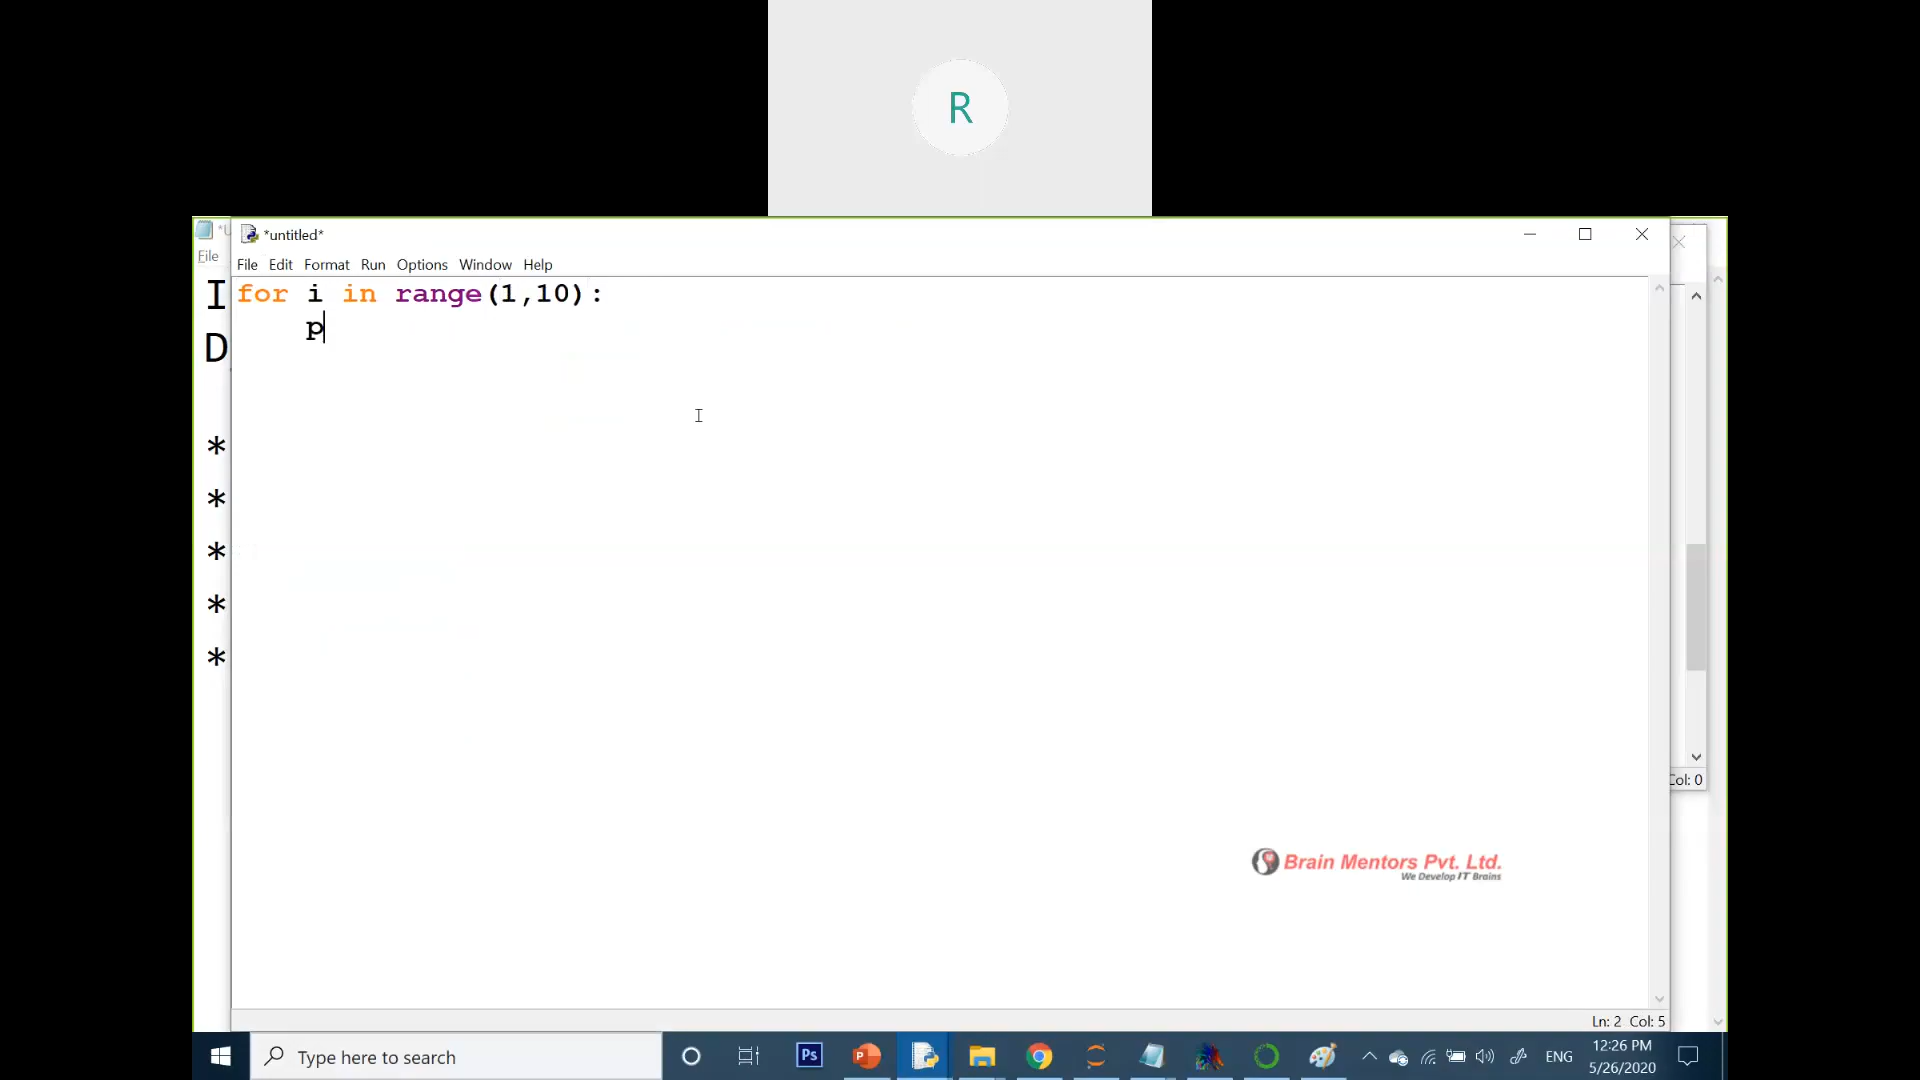 R
*untitled*
File Edit Format Run Options Window Help
File
for i in range(1,10):
p
I
D
*
*
*
*
*
Col: 0
Brain Mentors Pvt. Ltd.
We Develop IT Brains
Ln: 2 Col: 5
Type here to search
Ps
ENG
12:26 PM
5/26/2020